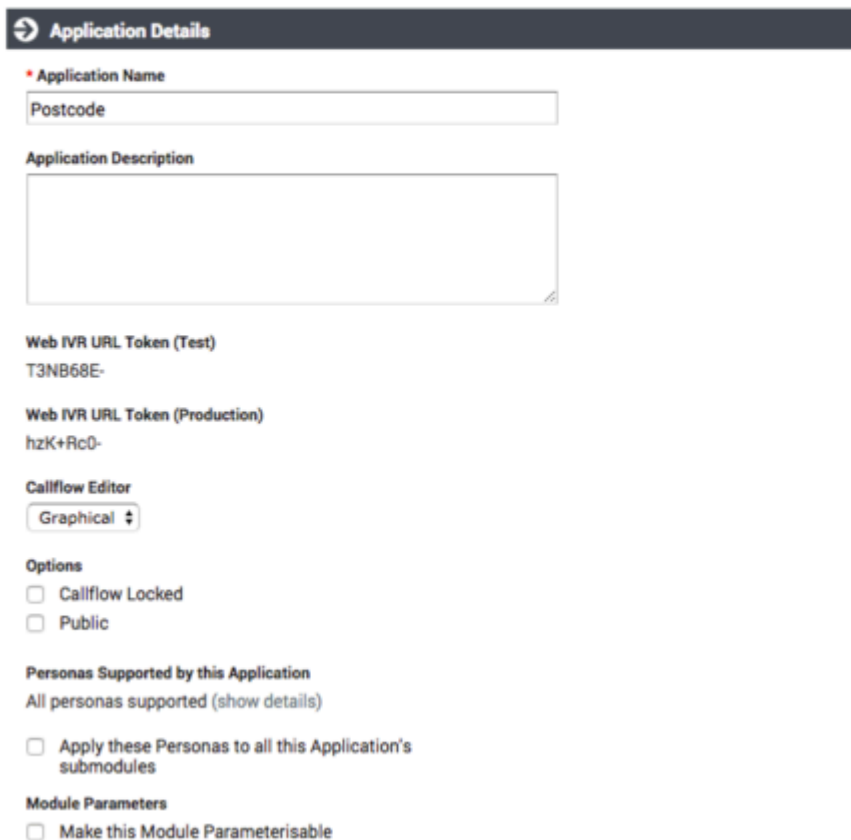 Application Details
* Application Name
Postcode
Application Description
Web IVR URL Token (Test)
T3NB68E-
Web IVR URL Token (Production)
hzK+Rc0-
Callflow Editor
Graphical
Options
Callflow Locked
Public
Personas Supported by this Application
All personas supported (show details)
Apply these Personas to all this Application's
submodules
Module Parameters
Make this Module Parameterisable